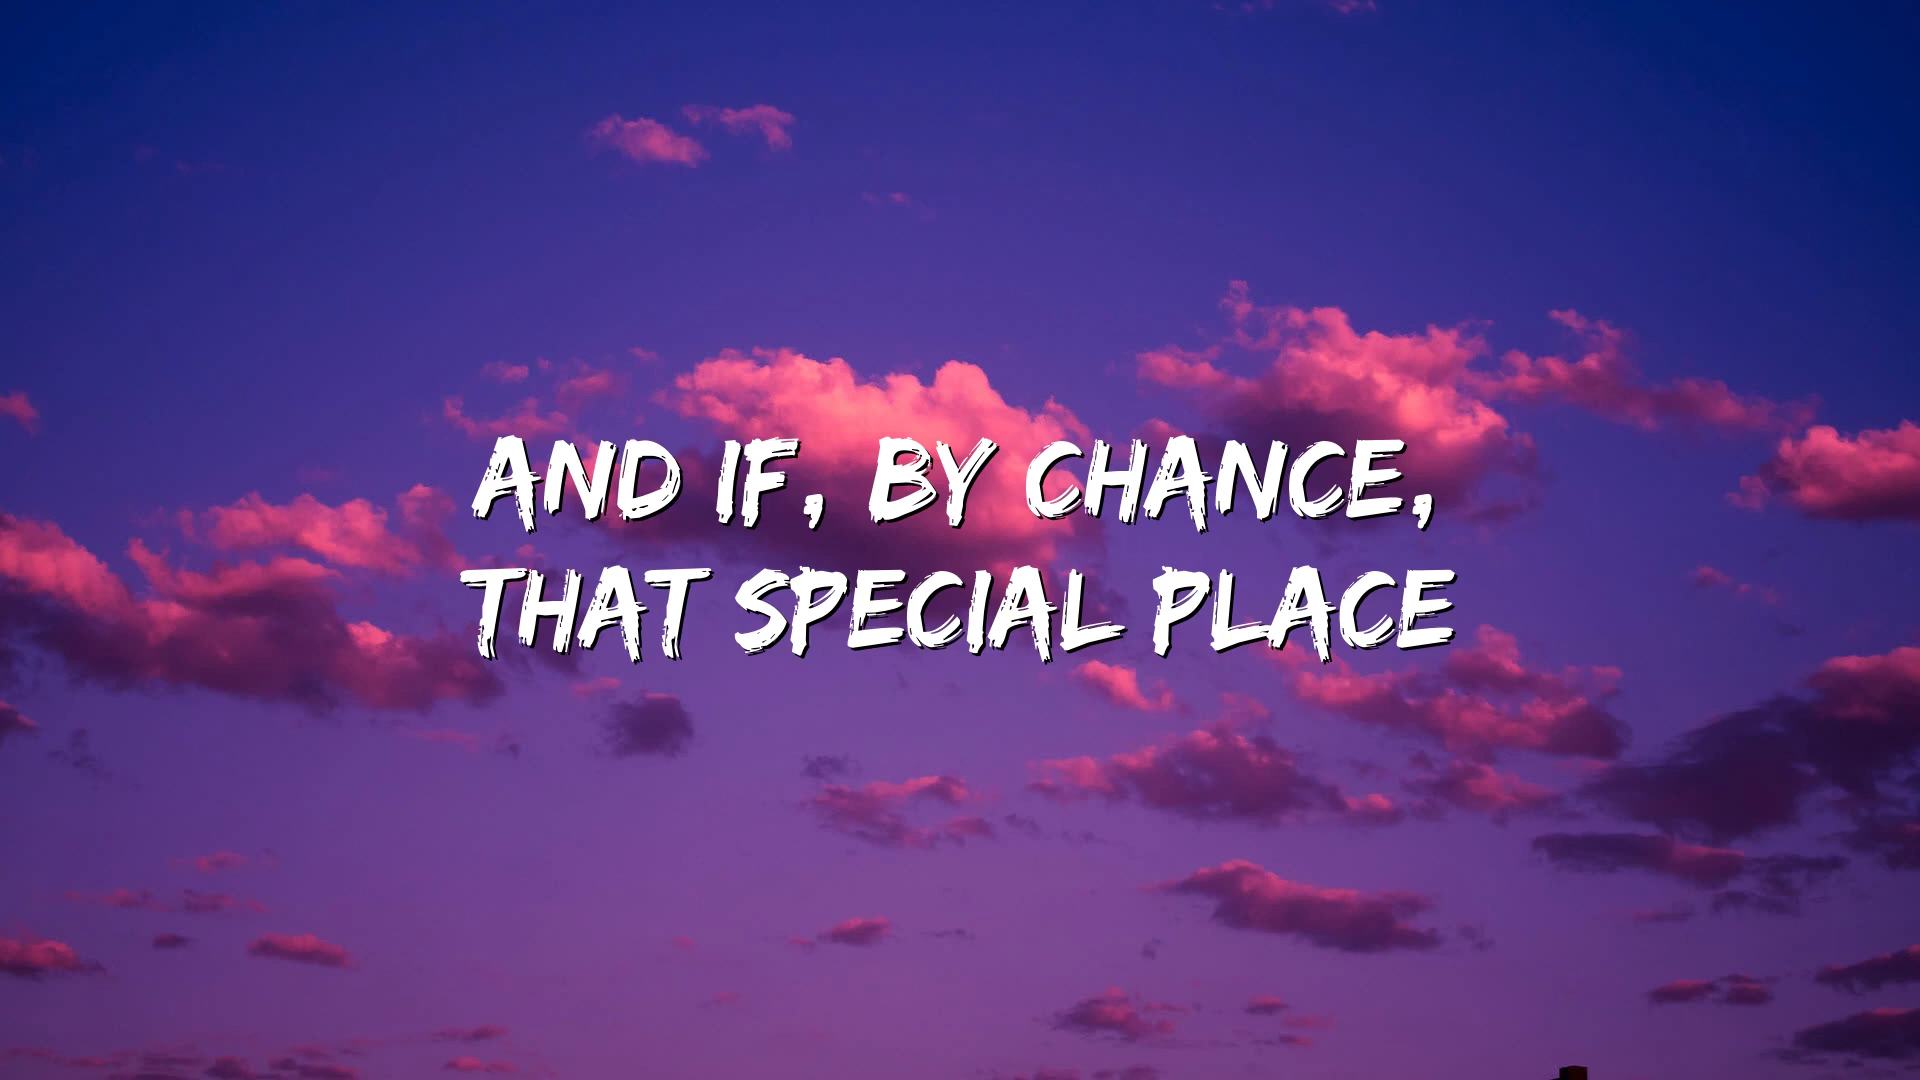 AND IF, BY CHANCE,
THAT SPECIAL PLACE